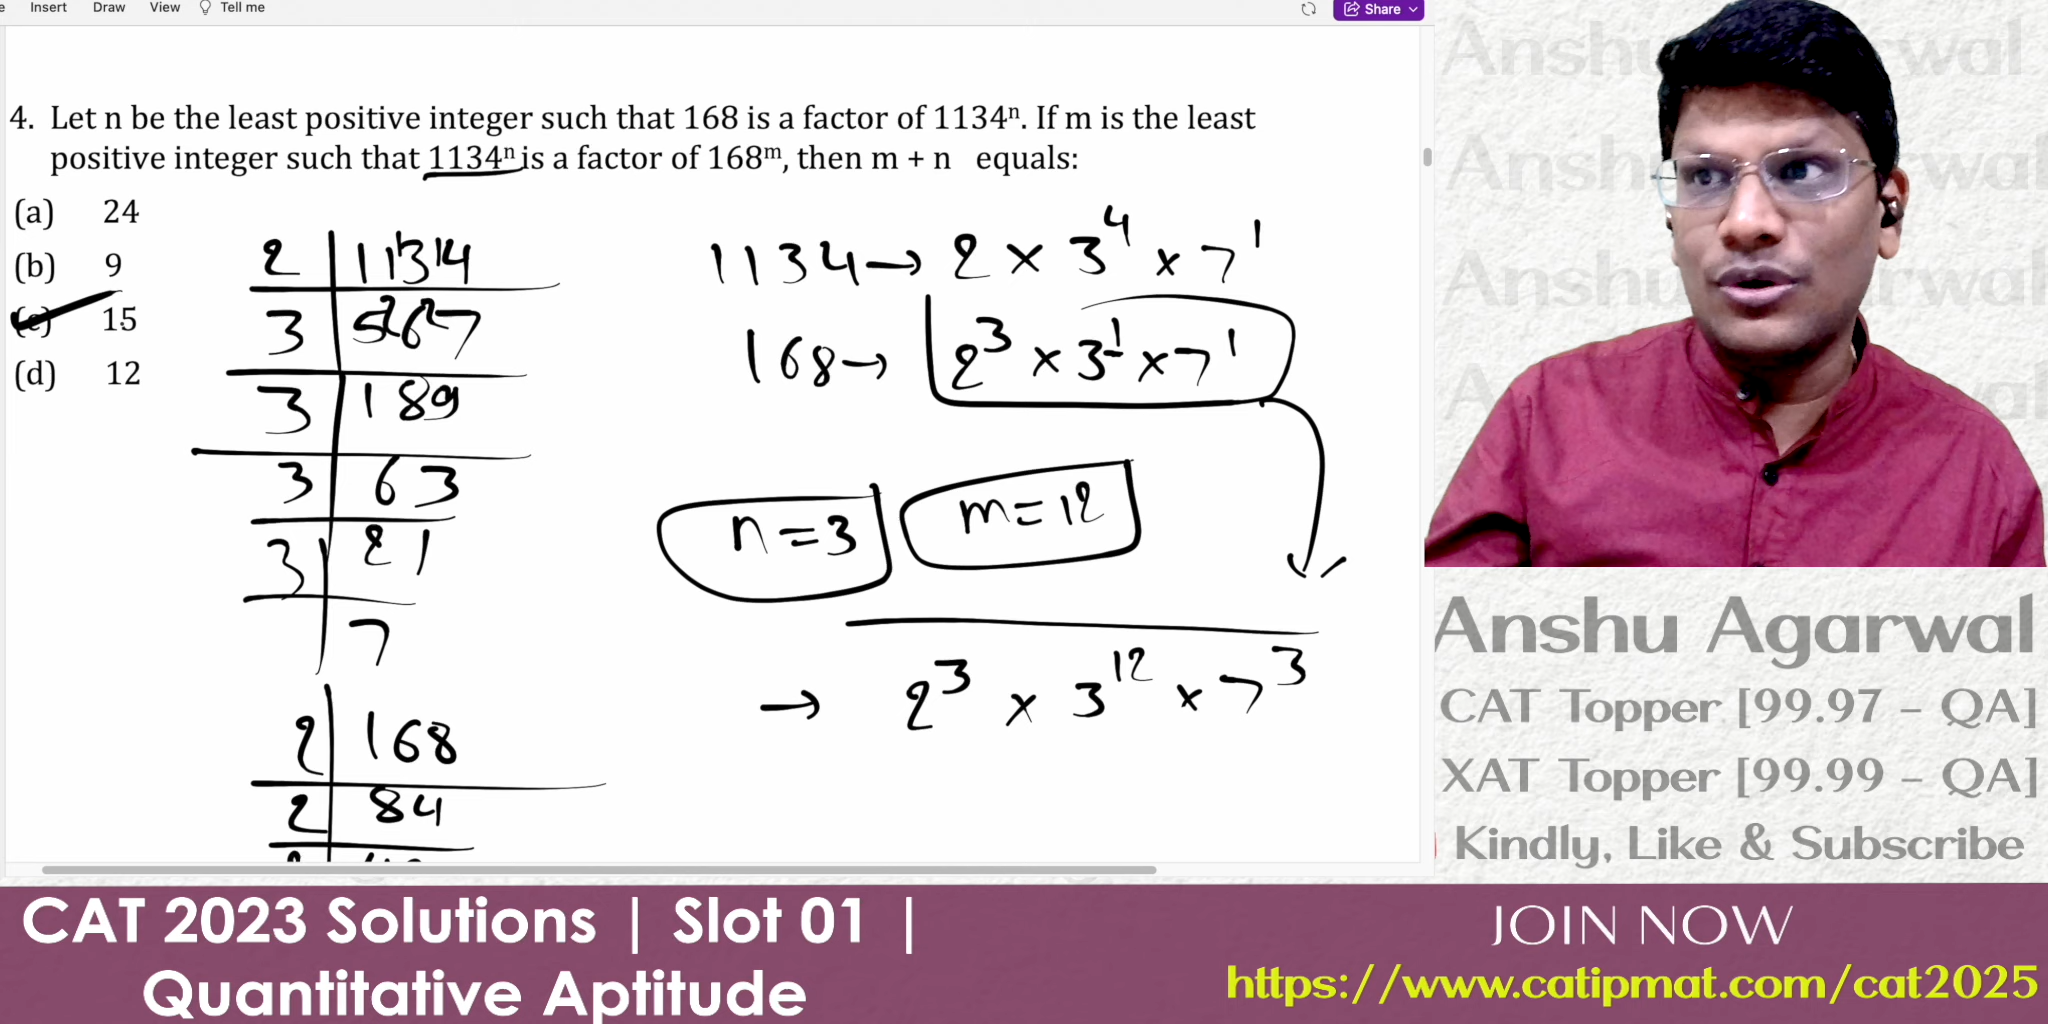 Insert Draw View Tell me Share
4. Let n be the least positive integer such that 168 is a factor of 1134ⁿ. If m is the least
positive integer such that 1134ⁿ is a factor of 168ᵐ, then m + n equals:
(a) 24
(b) 9
(c) 15
(d) 12
2 | 1134
3 | 567
3 | 189
3 | 63
3 | 21
7
2 | 168
2 | 84
1134 → 2 × 3⁴ × 7¹
168 → 2³ × 3¹ × 7¹
n = 3
m = 12
→ 2³ × 3¹² × 7³
Anshu Agarwal
CAT Topper [99.97 – QA]
XAT Topper [99.99 – QA]
Kindly, Like & Subscribe
CAT 2023 Solutions | Slot 01 |
Quantitative Aptitude
JOIN NOW
https://www.catipmat.com/cat2025